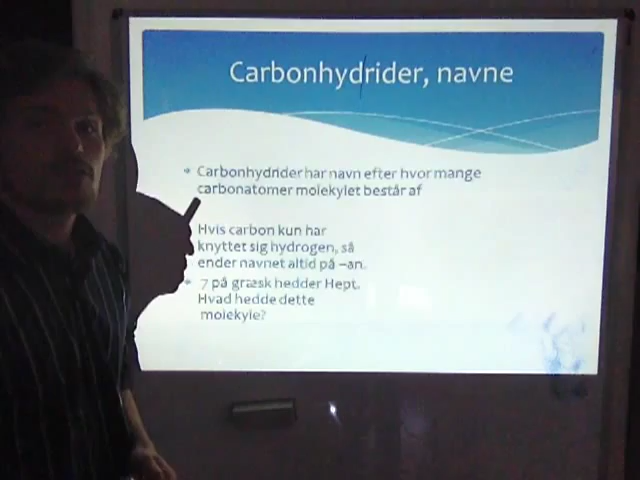 Carbonhydrider, navne
Carbonhydrider har navn efter hvor mange
carbonatomer molekylet består af
Hvis carbon kun har
knyttet sig hydrogen, så
ender navnet altid på –an.
7 på græsk hedder Hept.
Hvad hedde dette
molekyle?